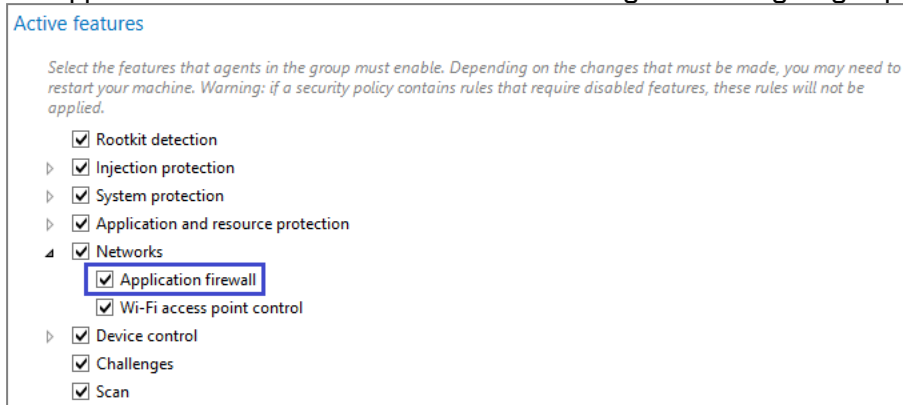 Active features
Select the features that agents in the group must enable. Depending on the changes that must be made, you may need to
restart your machine. Warning: if a security policy contains rules that require disabled features, these rules will not be
applied.
Rootkit detection
Injection protection
System protection
Application and resource protection
Networks
Application firewall
Wi-Fi access point control
Device control
Challenges
Scan